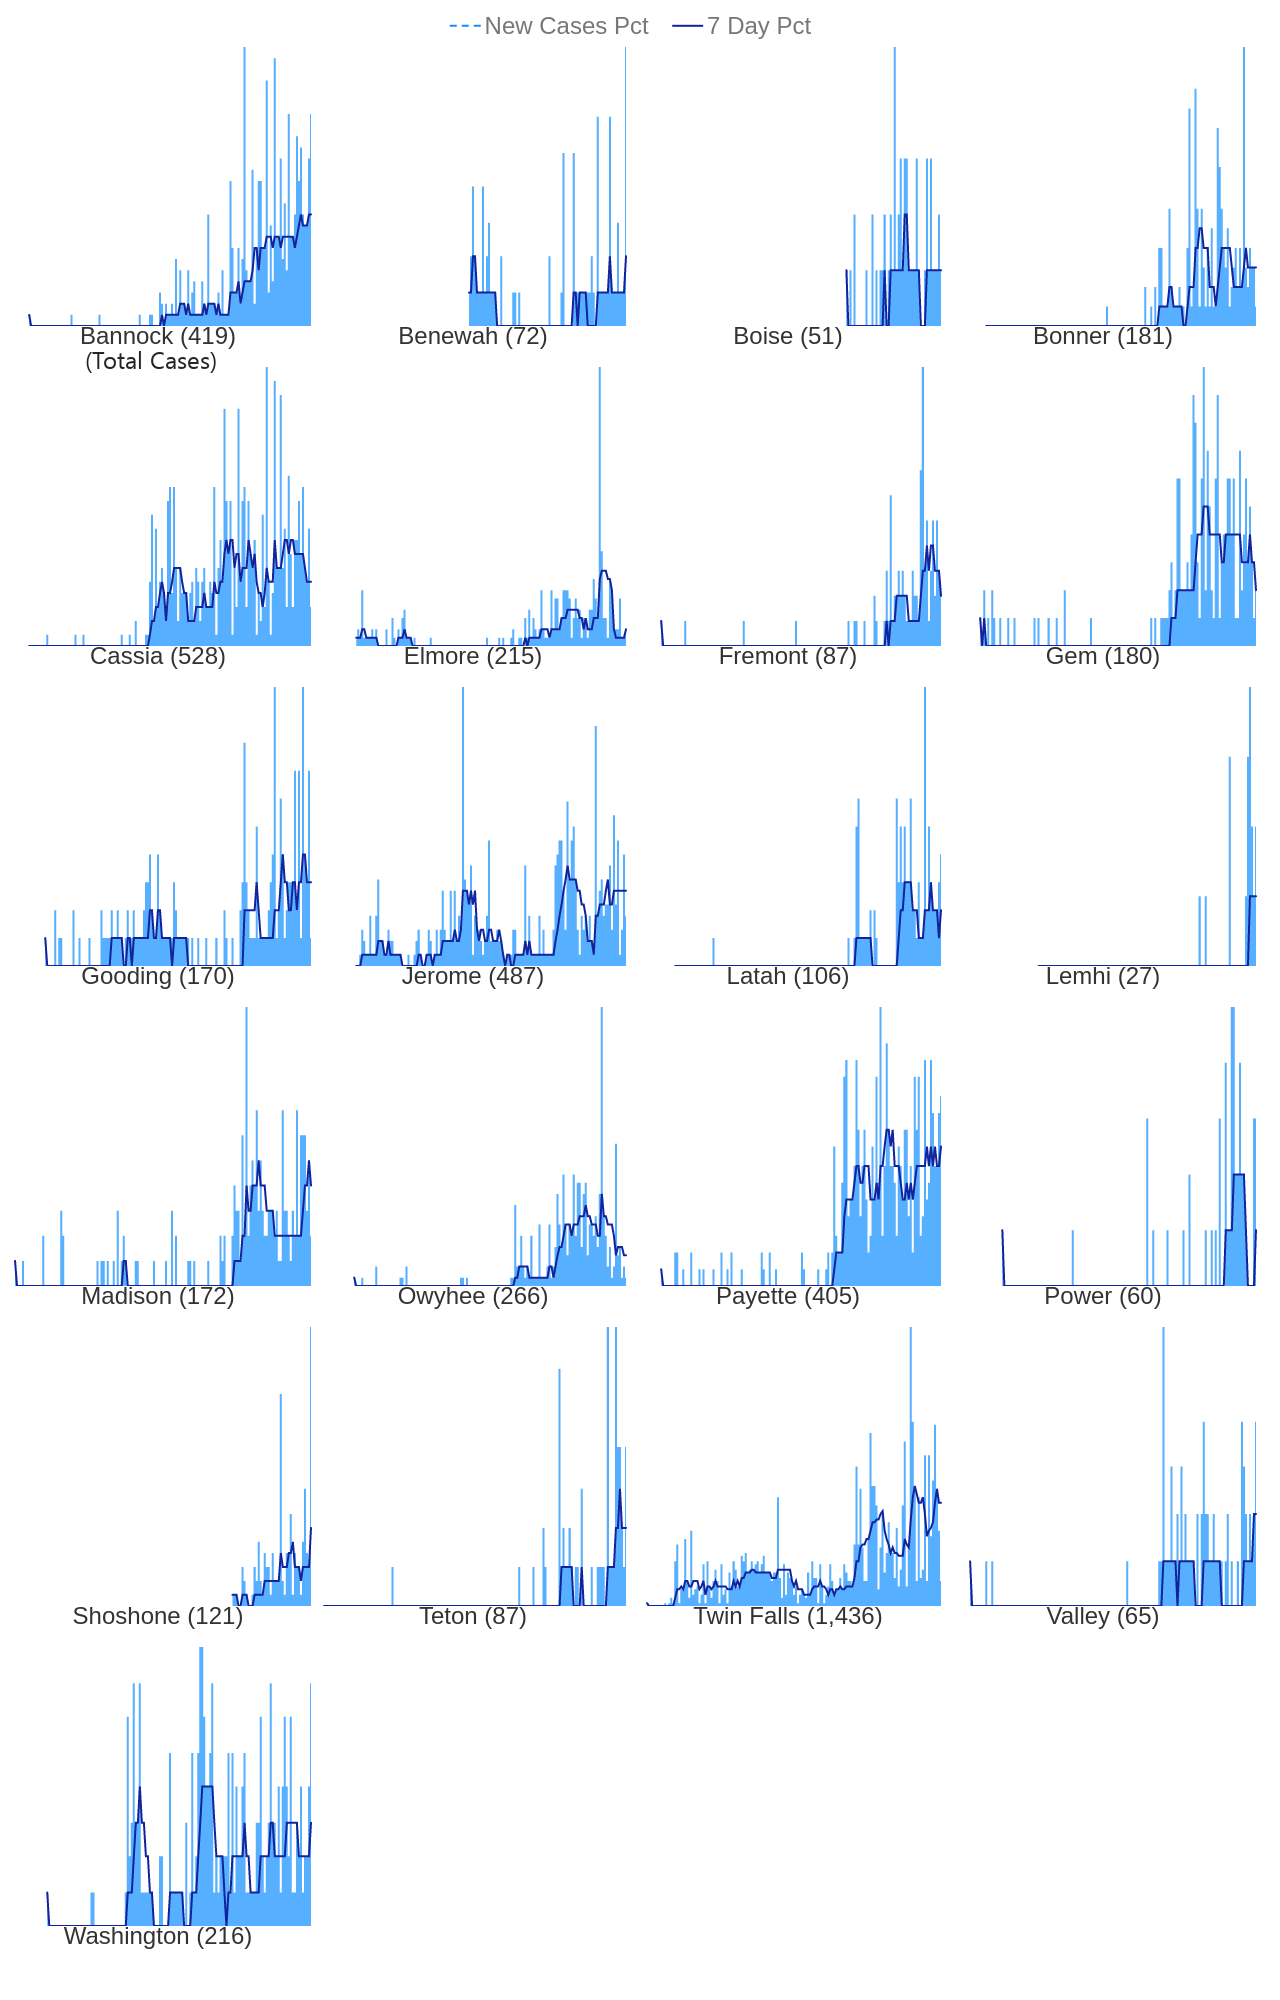 New Cases Pct 7 Day Pct
Bannock (419) Benewah (72) Boise (51) Bonner (181)
(Total Cases)
Cassia (528) Elmore (215) Fremont (87) Gem (180)
Gooding (170) Jerome (487) Latah (106) Lemhi (27)
Madison (172) Owyhee (266) Payette (405) Power (60)
Shoshone (121) Teton (87) Twin Falls (1,436) Valley (65)
Washington (216)